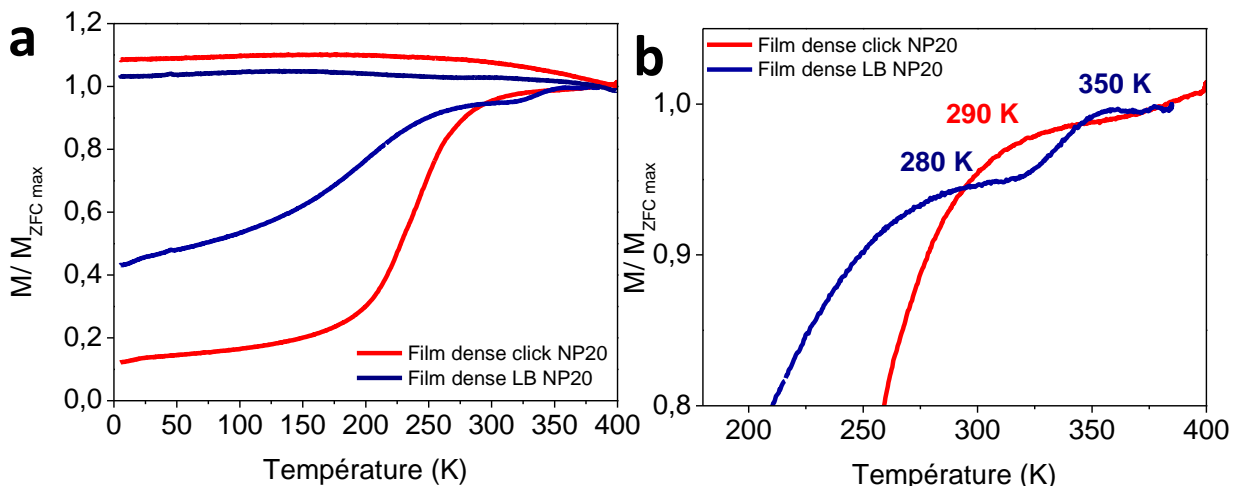 a
M/ M_ZFC max
1,2
1,0
0,8
0,6
0,4
0,2
0,0
Film dense click NP20
Film dense LB NP20
0 50 100 150 200 250 300 350 400
Température (K)
b
M/ M_ZFC max
1,0
0,9
0,8
Film dense click NP20
Film dense LB NP20
350 K
290 K
280 K
200 250 300 350 400
Température (K)